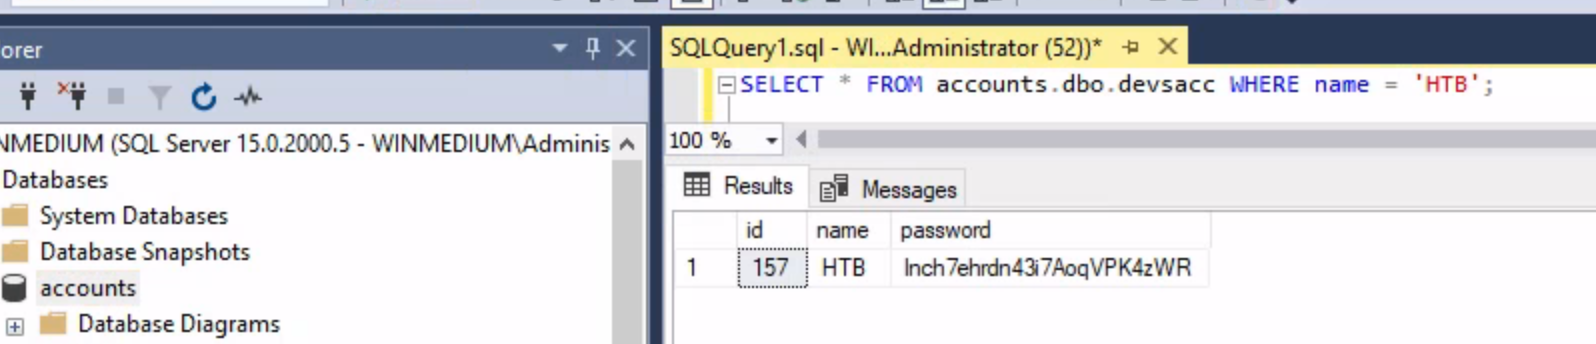 orer
SQLQuery1.sql - WI...Administrator (52))*
SELECT * FROM accounts.dbo.devsacc WHERE name = 'HTB';
NMEDIUM (SQL Server 15.0.2000.5 - WINMEDIUM\Adminis
Databases
System Databases
Database Snapshots
accounts
Database Diagrams
100 %
Results
Messages
id name password
1 157 HTB lnch7ehrdn43i7AoqVPK4zWR